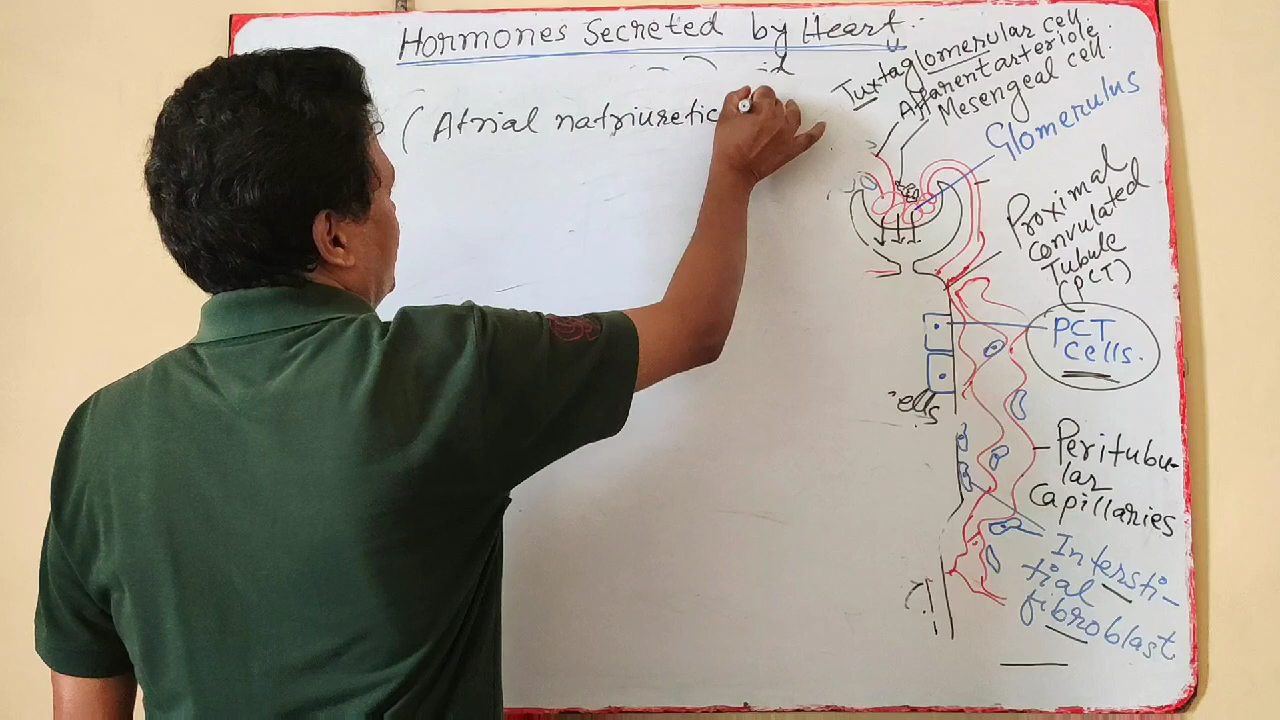 Hormones Secreted by Heart
(Atrial natriuretic
Juxtaglomerular cell
Afferent arteriole
Mesengeal cell.
Glomerulus
Proximal
convulated
Tubule
(PCT)
PCT
Cells.
ells
Peritubu-
lar
Capillaries
Intersti-
tial
fibroblast